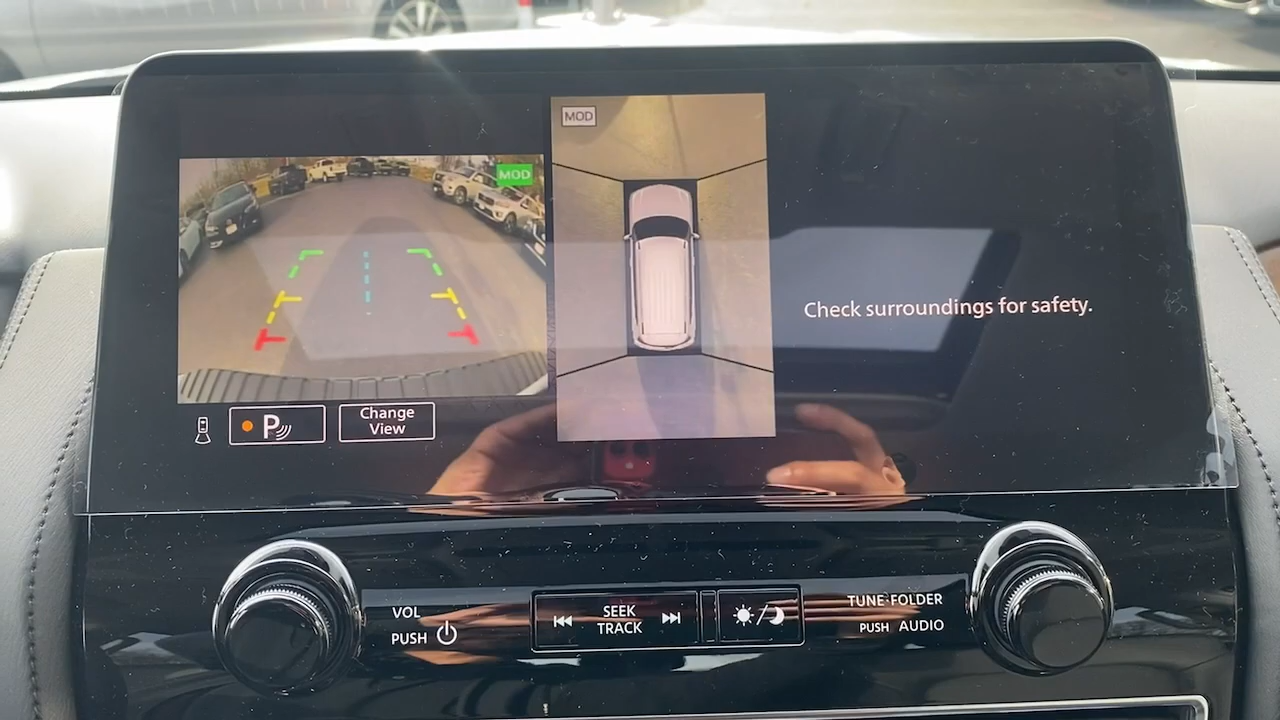 MOD
MOD
Check surroundings for safety.
P
Change
View
VOL
PUSH
SEEK
TRACK
TUNE·FOLDER
PUSH AUDIO